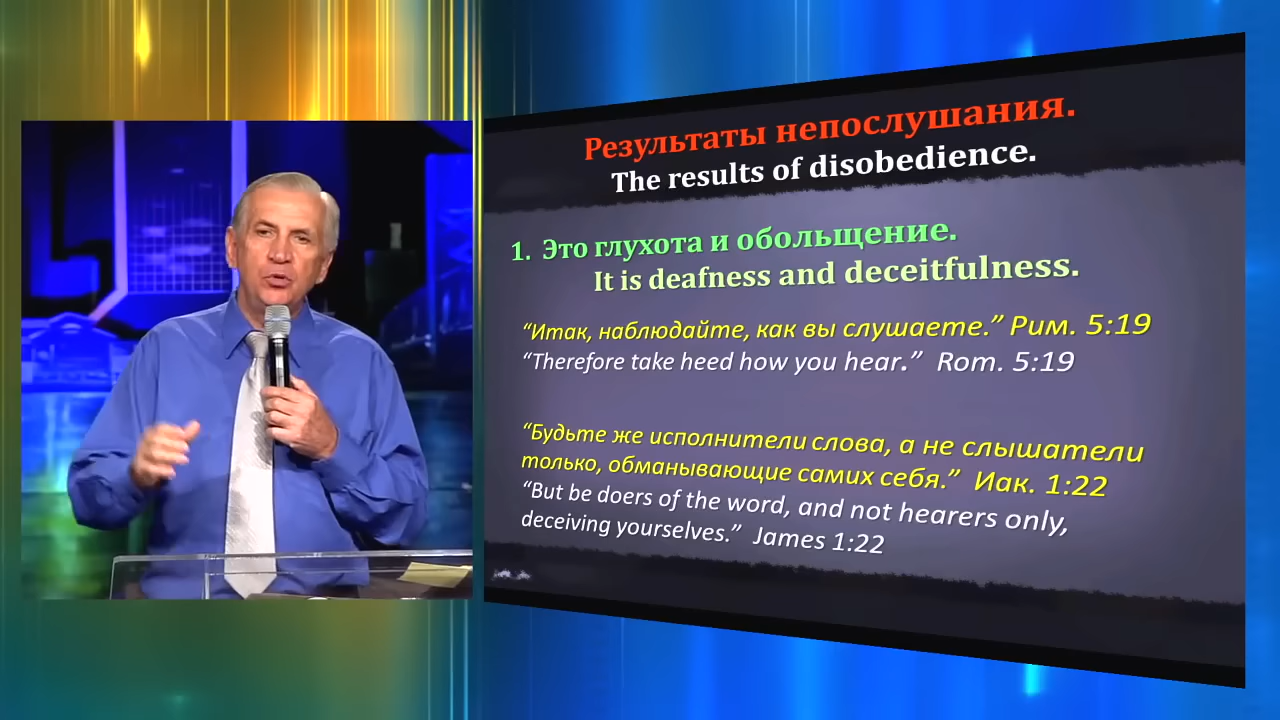 Результаты непослушания.
The results of disobedience.
1. Это глухота и обольщение.
It is deafness and deceitfulness.
“Итак, наблюдайте, как вы слушаете.” Рим. 5:19
“Therefore take heed how you hear.” Rom. 5:19
“Будьте же исполнители слова, а не слышатели
только, обманывающие самих себя.” Иак. 1:22
“But be doers of the word, and not hearers only,
deceiving yourselves.” James 1:22